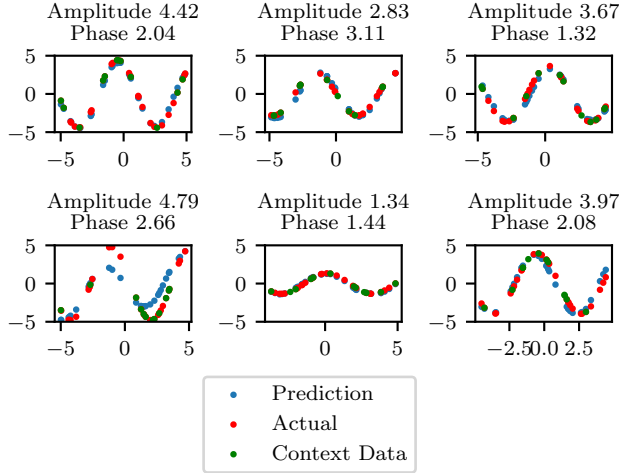 Amplitude 4.42
Phase 2.04
Amplitude 2.83
Phase 3.11
Amplitude 3.67
Phase 1.32
5
0
−5
−5
0
5
5
0
−5
−5
0
5
0
−5
−5
0
Amplitude 4.79
Phase 2.66
Amplitude 1.34
Phase 1.44
Amplitude 3.97
Phase 2.08
5
0
−5
−5
0
5
0
−5
−5
0
5
5
0
−5
−2.5
0.0
2.5
Prediction
Actual
Context Data